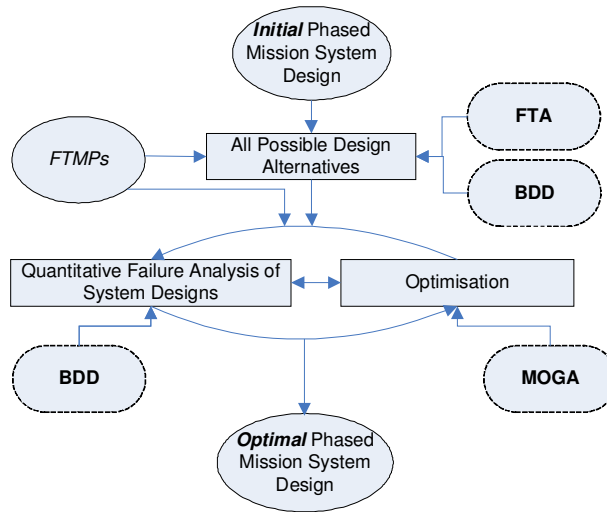 Initial Phased
Mission System
Design
FTA
FTMPs
All Possible Design
Alternatives
BDD
Quantitative Failure Analysis of
System Designs
Optimisation
BDD
MOGA
Optimal Phased
Mission System
Design